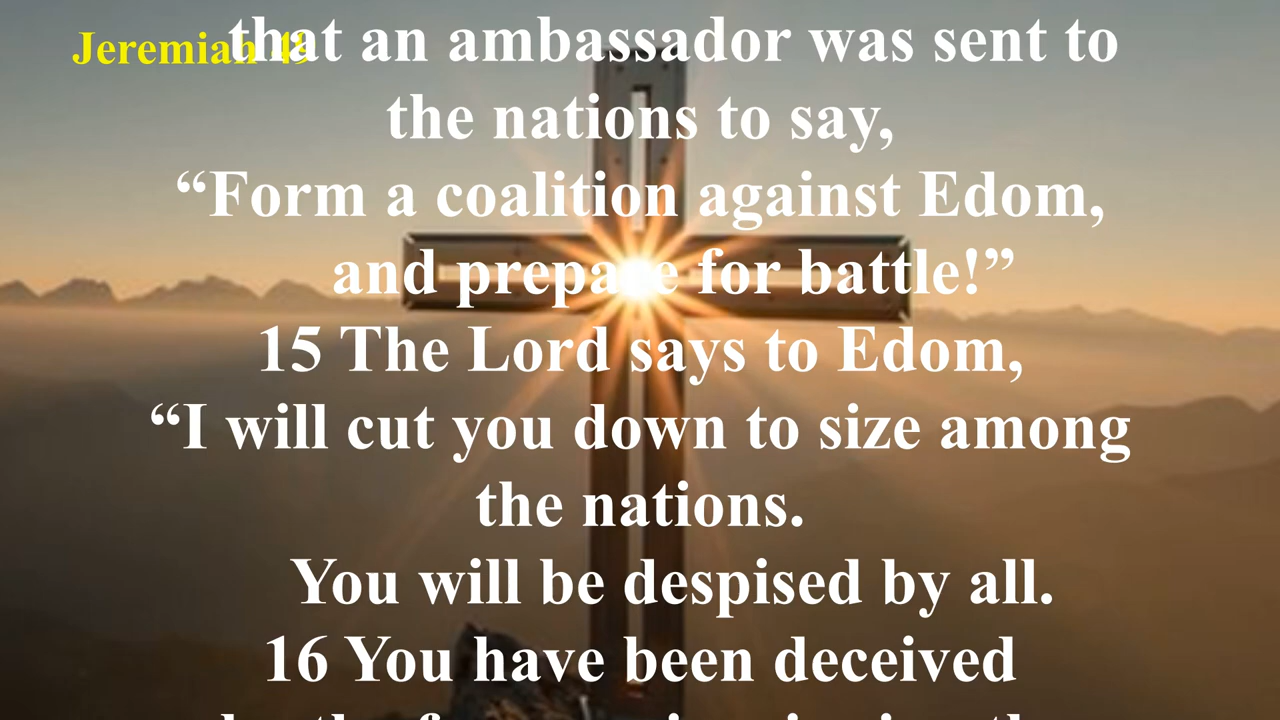 Jeremiah
that an ambassador was sent to
the nations to say,
“Form a coalition against Edom,
and prepare for battle!”
15 The Lord says to Edom,
“I will cut you down to size among
the nations.
You will be despised by all.
16 You have been deceived